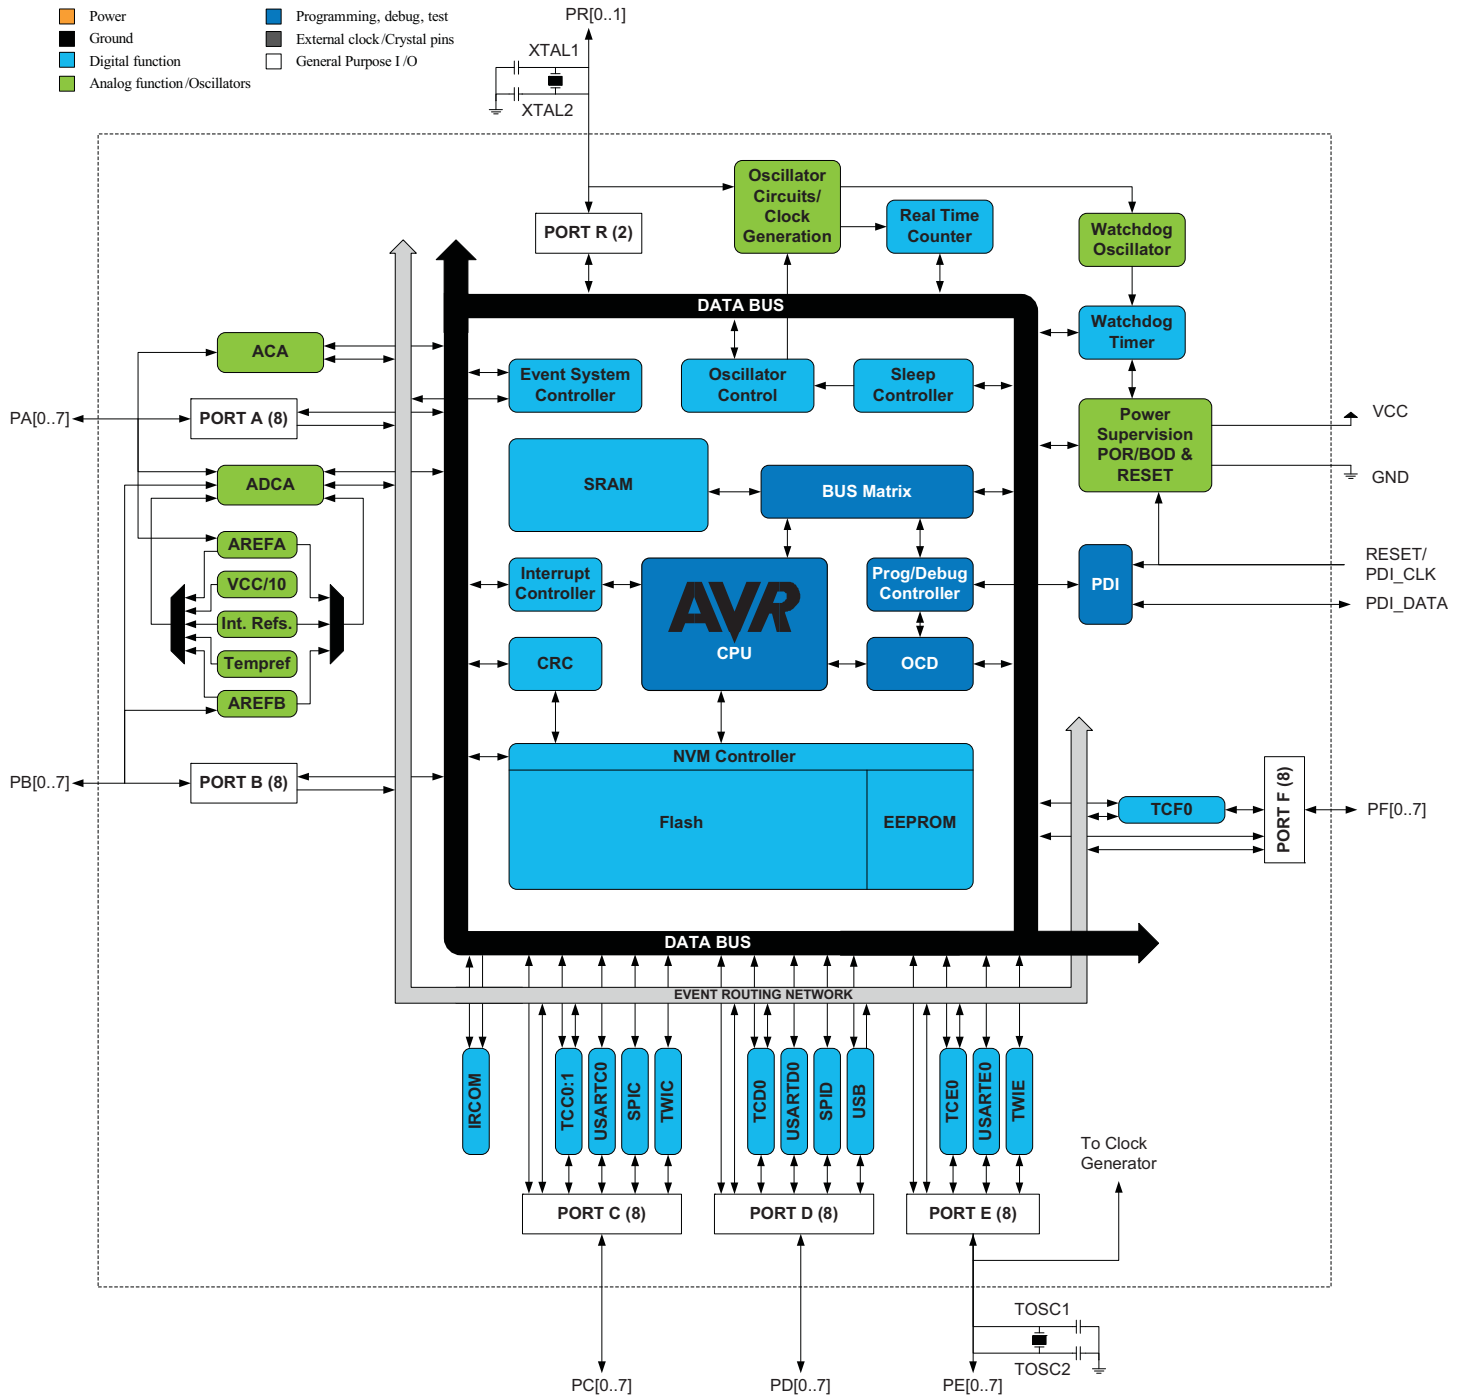 Power
Ground
Digital function
Analog function/Oscillators
Programming, debug, test
External clock/Crystal pins
General Purpose I/O
PR[0..1]
XTAL1
XTAL2
Oscillator
Circuits/
Clock
Generation
PORT R (2)
Real Time
Counter
Watchdog
Oscillator
DATA BUS
Watchdog
Timer
ACA
Event System
Controller
Oscillator
Control
Sleep
Controller
PA[0..7]
PORT A (8)
Power
Supervision
POR/BOD &
RESET
VCC
GND
ADCA
SRAM
BUS Matrix
AREFA
VCC/10
Int. Refs.
Tempref
AREFB
Interrupt
Controller
AVR
CPU
Prog/Debug
Controller
PDI
RESET/
PDI_CLK
PDI_DATA
CRC
OCD
NVM Controller
Flash
EEPROM
PB[0..7]
PORT B (8)
TCF0
PORT F (8)
PF[0..7]
DATA BUS
EVENT ROUTING NETWORK
IRCOM
TCC0:1
USARTC0
SPIC
TWIC
TCD0
USARTD0
SPID
USB
TCE0
USARTE0
TWIE
To Clock
Generator
PORT C (8)
PORT D (8)
PORT E (8)
TOSC1
TOSC2
PC[0..7]
PD[0..7]
PE[0..7]